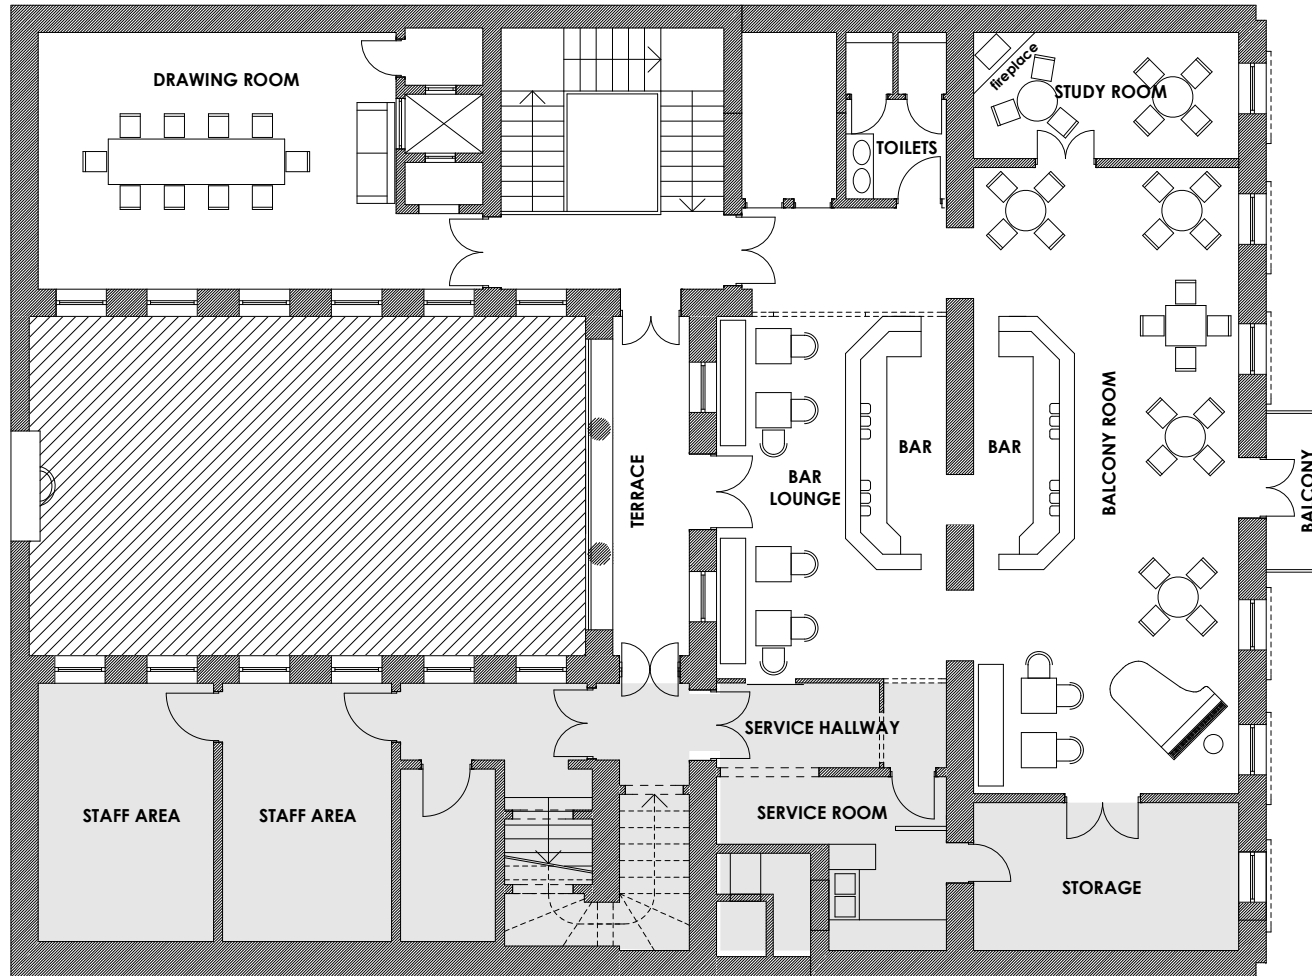 DRAWING ROOM
fireplace
STUDY ROOM
TOILETS
TERRACE
BAR
LOUNGE
BAR
BAR
BALCONY ROOM
BALCONY
SERVICE HALLWAY
STAFF AREA
STAFF AREA
SERVICE ROOM
STORAGE